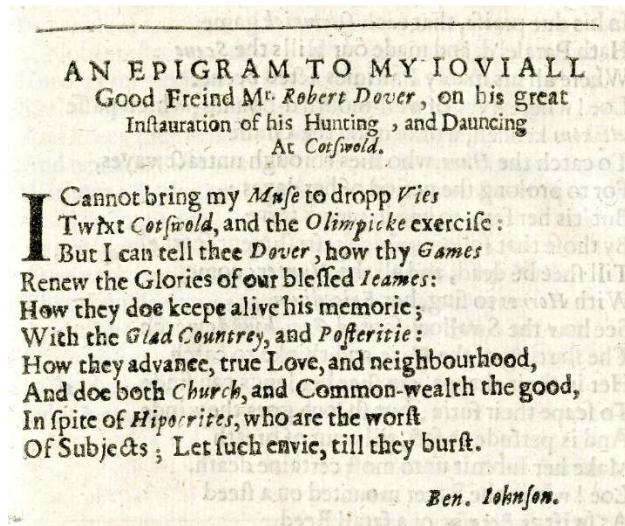 AN EPIGRAM TO MY IOVIALL
Good Freind Mr. Robert Dover, on his great
Inſtauration of his Hunting, and Dauncing
At Cotſwold.
I Cannot bring my Muſe to dropp Vies
Twixt Cotſwold, and the Olimpicke exerciſe:
But I can tell thee Dover, how thy Games
Renew the Glories of our bleſſed Ieames:
How they doe keepe alive his memorie;
With the Glad Countrey, and Poſteritie:
How they advance, true Love, and neighbourhood,
And doe both Church, and Common-wealth the good,
In ſpite of Hipocrites, who are the worſt
Of Subjects; Let ſuch envie, till they burſt.
Ben. Iohnſon.